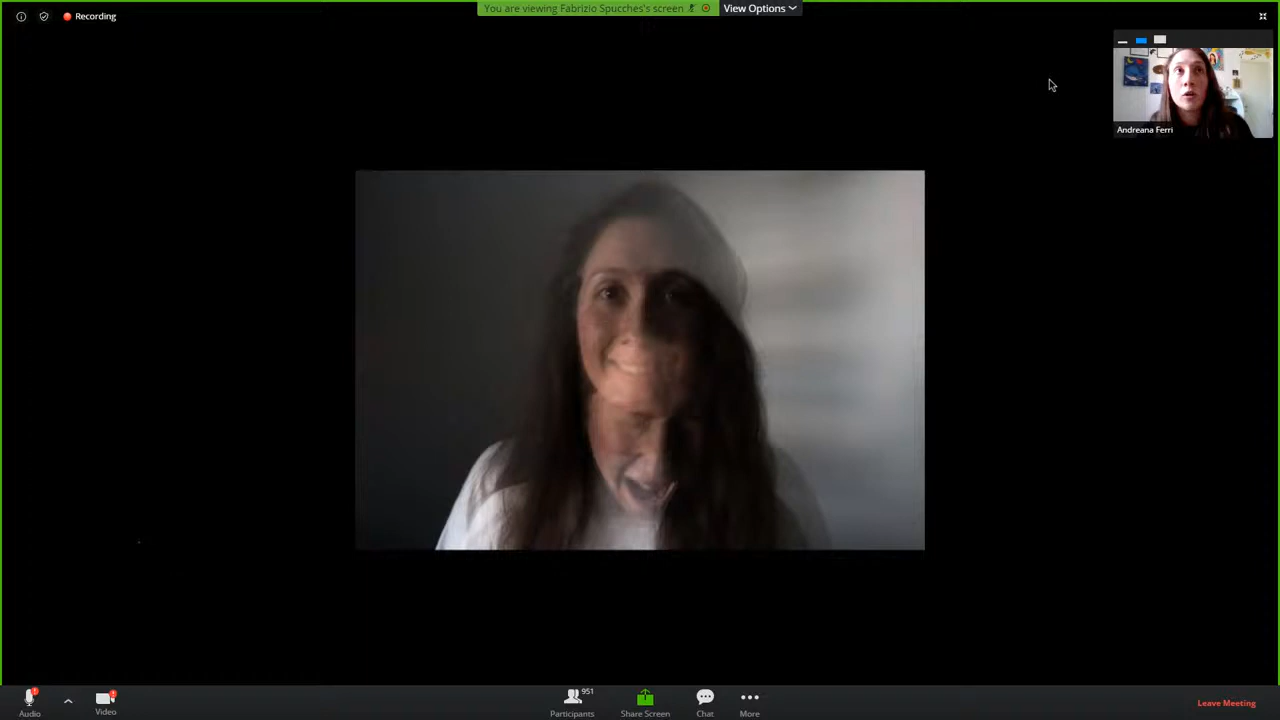 You are viewing Fabrizio Spucches's screen
View Options
Recording
Andreana Ferri
Audio
Video
951
Participants
Share Screen
Chat
More
Leave Meeting